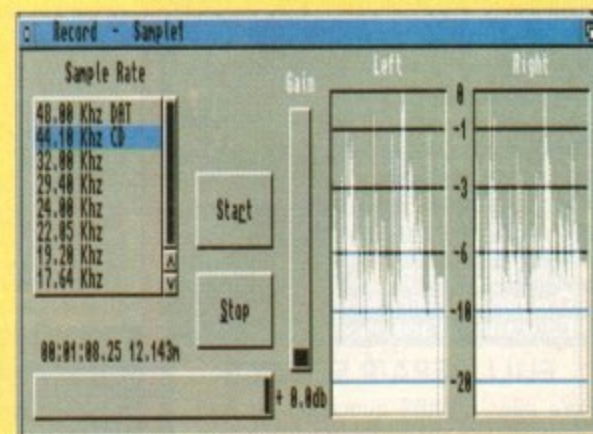 Record - Sample1
Sample Rate
48.00 Khz DAT
44.10 Khz CD
32.00 Khz
29.40 Khz
24.00 Khz
22.05 Khz
19.20 Khz
17.64 Khz
00:01:08.25 12.143m
Start
Stop
Gain
+ 0.0db
Left
Right
0
-1
-3
-6
-10
-20